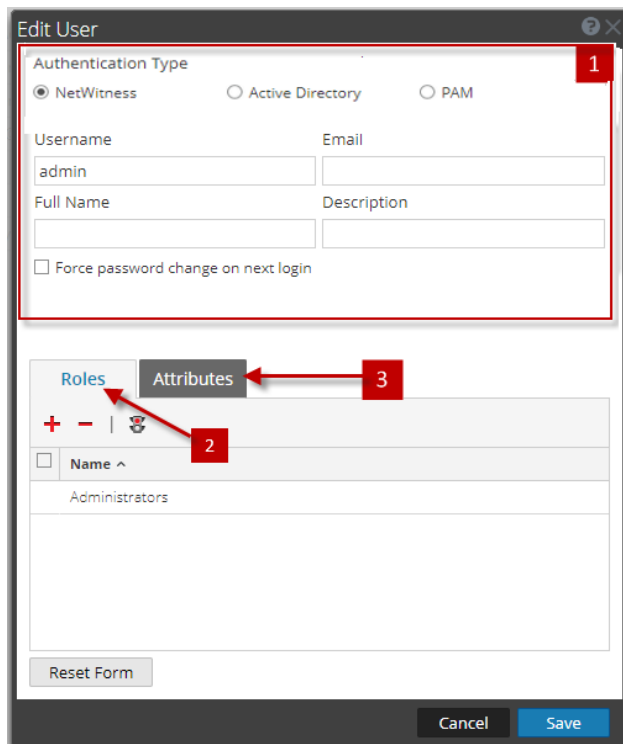 Edit User
1
Authentication Type
NetWitness Active Directory PAM
Username Email
admin
Full Name Description
Force password change on next login
Roles Attributes 3
2
Name
Administrators
Reset Form
Cancel Save